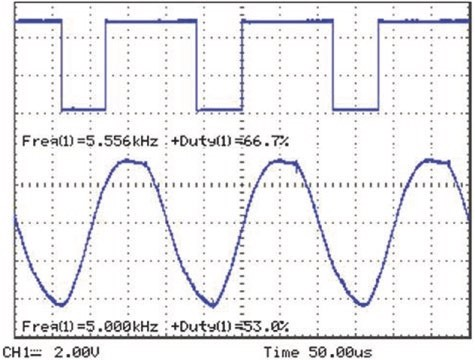 Freq(1)=5.556kHz +Duty(1)=66.7%
Freq(1)=5.000kHz +Duty(1)=53.0%
CH1= 2.00V Time 50.00us